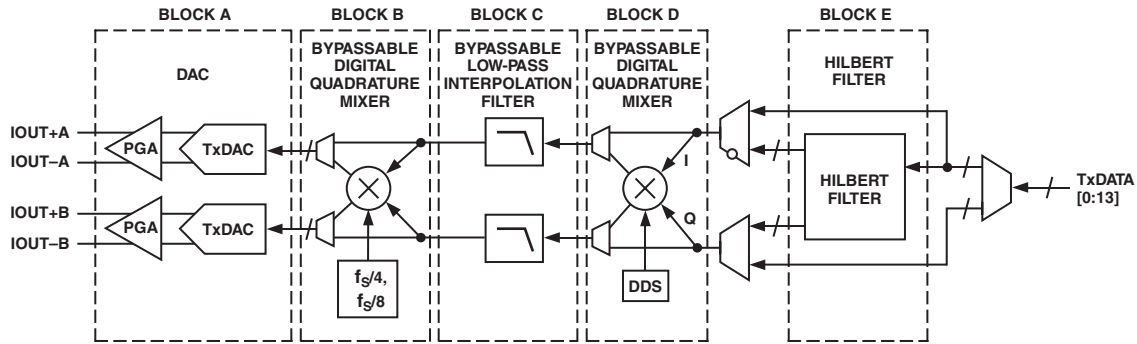 BLOCK A
BLOCK B
BLOCK C
BLOCK D
BLOCK E
DAC
BYPASSABLE
DIGITAL
QUADRATURE
MIXER
BYPASSABLE
LOW-PASS
INTERPOLATION
FILTER
BYPASSABLE
DIGITAL
QUADRATURE
MIXER
HILBERT
FILTER
IOUT+A
IOUT–A
PGA
TxDAC
IOUT+B
IOUT–B
PGA
TxDAC
fS/4,
fS/8
I
Q
DDS
HILBERT
FILTER
TxDATA
[0:13]